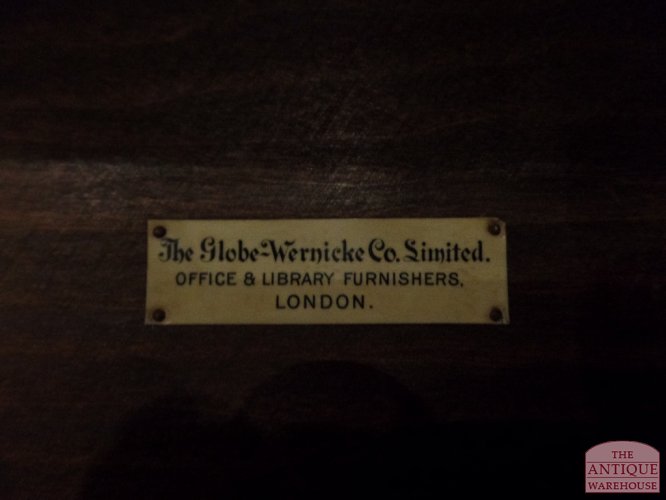 The Globe-Wernicke Co. Limited.
OFFICE & LIBRARY FURNISHERS,
LONDON.
THE
ANTIQUE
WAREHOUSE